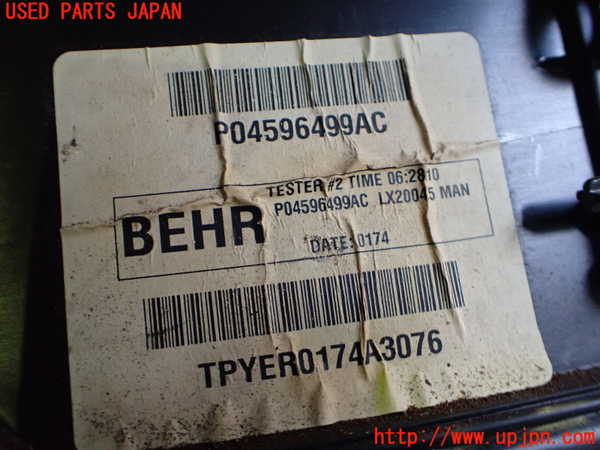 USED PARTS JAPAN
P04596499AC
TESTER #2 TIME 06:28:10
P04596499AC LX20045 MAN
BEHR
DATE: 0174
TPYER0174A3076
http://www.upjpn.com/